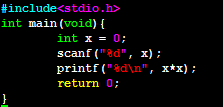 #include<stdio.h>
int main(void){
        int x = 0;
        scanf("%d", x);
        printf("%d\n", x*x);
        return 0;
}